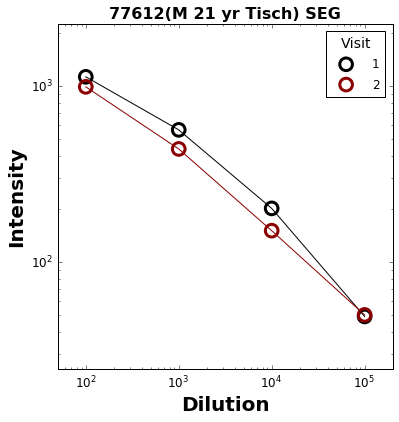 77612(M 21 yr Tisch) SEG
Visit
1
2
Intensity
10³
10²
10² 10³ 10⁴ 10⁵
Dilution